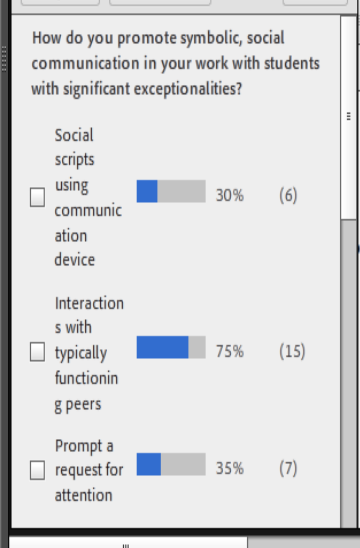 How do you promote symbolic, social
communication in your work with students
with significant exceptionalities?
Social
scripts
using
communic
ation
device
30%
(6)
Interaction
s with
typically
functionin
g peers
75%
(15)
Prompt a
request for
attention
35%
(7)